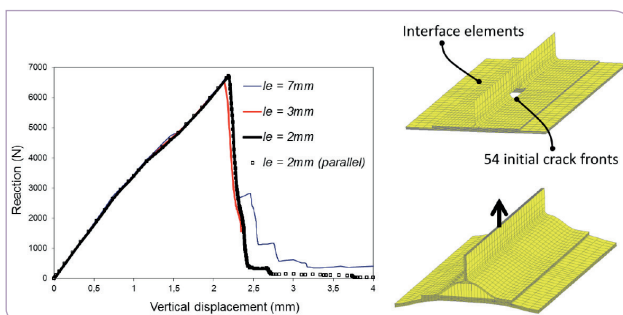 Reaction (N)
7000
6000
5000
4000
3000
2000
1000
0
0
0,5
1
1,5
2
2,5
3
3,5
4
Vertical displacement (mm)
le = 7mm
le = 3mm
le = 2mm
le = 2mm (parallel)
Interface elements
54 initial crack fronts